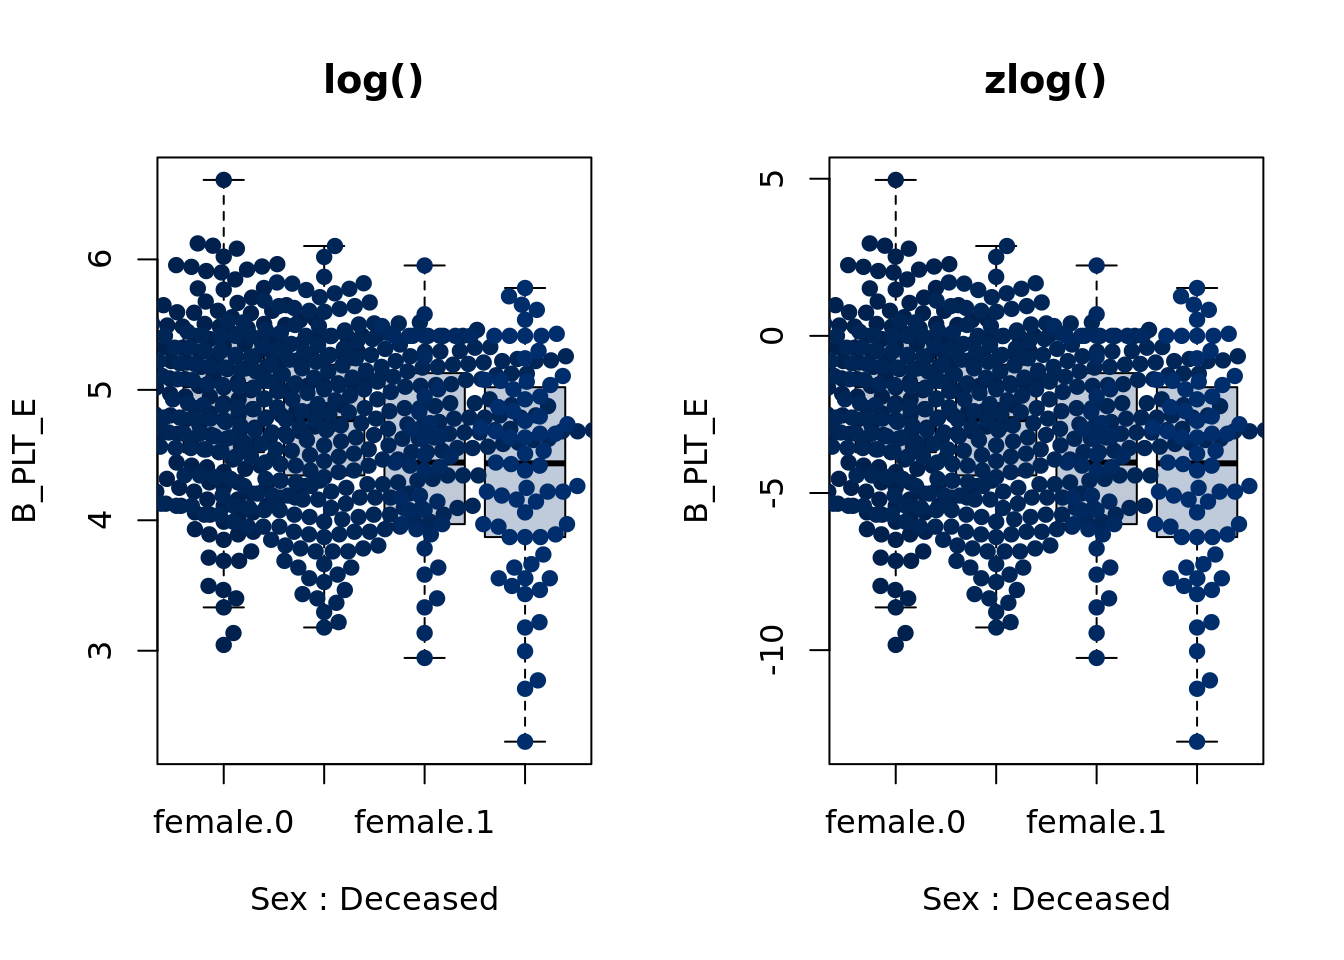 log()
B_PLT_E
6
5
4
3
female.0 female.1
Sex : Deceased
zlog()
B_PLT_E
5
0
-5
-10
female.0 female.1
Sex : Deceased